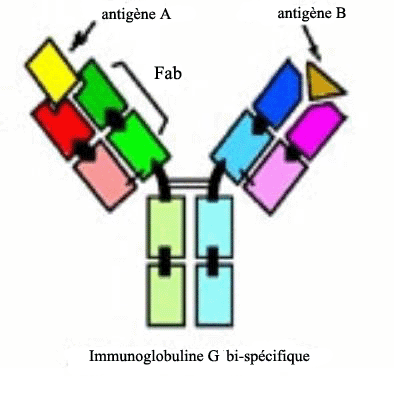 antigène A
antigène B
Fab
Immunoglobuline G bi-spécifique